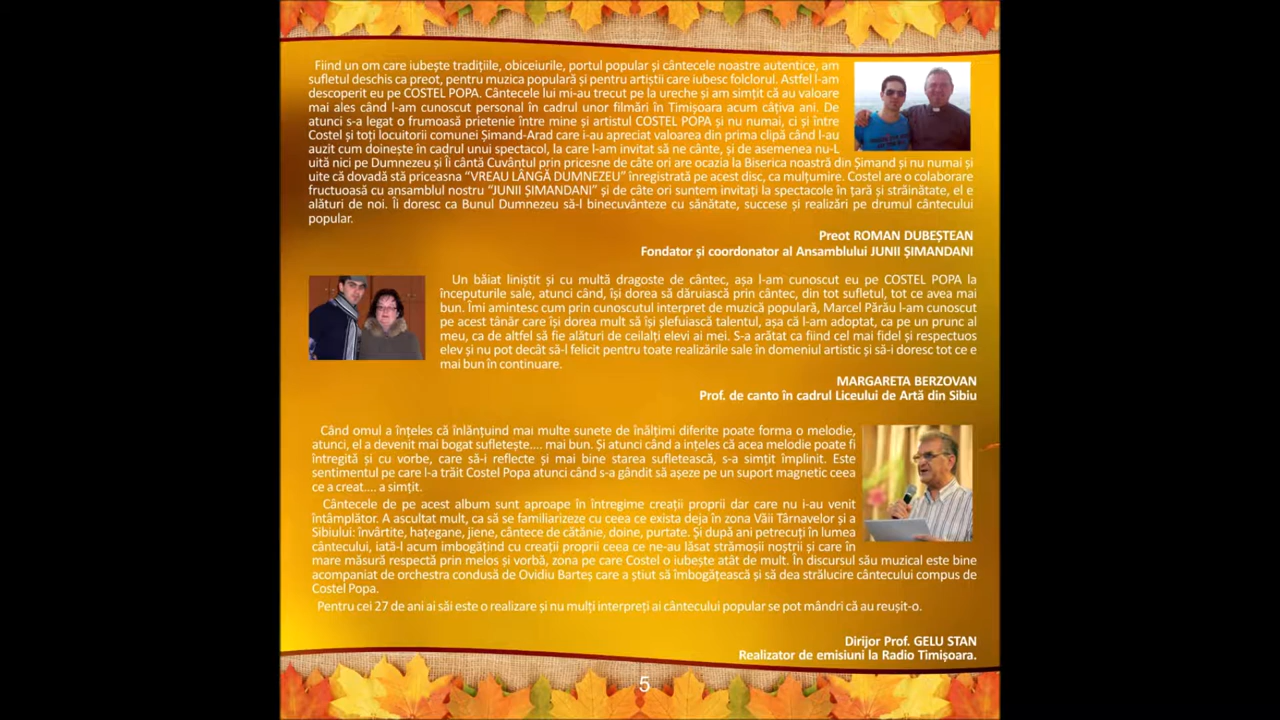 Fiind un om care iubește tradițiile, obiceiurile, portul popular și cântecele noastre autentice, am
sufletul deschis ca preot, pentru muzica populară și pentru artiștii care iubesc folclorul. Astfel l-am
descoperit eu pe COSTEL POPA. Cântecele lui mi-au trecut pe la ureche și am simțit că au valoare
mai ales când l-am cunoscut personal în cadrul unor filmări în Timișoara acum câțiva ani. De
atunci s-a legat o frumoasă prietenie între mine și artistul COSTEL POPA și nu numai, ci și între
Costel și toți locuitorii comunei Șimand-Arad care i-au apreciat valoarea din prima clipă când l-au
auzit cum doinește în cadrul unui spectacol, la care l-am invitat să ne cânte, și de asemenea nu-L
uită nici pe Dumnezeu și Îi cântă Cuvântul prin pricesne de câte ori are ocazia la Biserica noastră din Șimand și nu numai și
uite că dovadă stă priceasna “VREAU LÂNGĂ DUMNEZEU” înregistrată pe acest disc, ca mulțumire. Costel are o colaborare
fructuoasă cu ansamblul nostru “JUNII ȘIMANDANI” și de câte ori suntem invitați la spectacole în țară și străinătate, el e
alături de noi. Îi doresc ca Bunul Dumnezeu să-l binecuvânteze cu sănătate, succese și realizări pe drumul cântecului
popular.
Preot ROMAN DUBEȘTEAN
Fondator și coordonator al Ansamblului JUNII ȘIMANDANI
Un băiat liniștit și cu multă dragoste de cântec, așa l-am cunoscut eu pe COSTEL POPA la
începuturile sale, atunci când, își dorea să dăruiască prin cântec, din tot sufletul, tot ce avea mai
bun. Îmi amintesc cum prin cunoscutul interpret de muzică populară, Marcel Părău l-am cunoscut
pe acest tânăr care își dorea mult să își șlefuiască talentul, așa că l-am adoptat, ca pe un prunc al
meu, ca de altfel să fie alături de ceilalți elevi ai mei. S-a arătat ca fiind cel mai fidel și respectuos
elev și nu pot decât să-l felicit pentru toate realizările sale în domeniul artistic și să-i doresc tot ce e
mai bun în continuare.
MARGARETA BERZOVAN
Prof. de canto în cadrul Liceului de Artă din Sibiu
Când omul a înțeles că înlănțuind mai multe sunete de înălțimi diferite poate forma o melodie,
atunci, el a devenit mai bogat sufletește.... mai bun. Și atunci când a ințeles că acea melodie poate fi
întregită și cu vorbe, care să-i reflecte și mai bine starea sufletească, s-a simțit împlinit. Este
sentimentul pe care l-a trăit Costel Popa atunci când s-a gândit să așeze pe un suport magnetic ceea
ce a creat.... a simțit.
Cântecele de pe acest album sunt aproape în întregime creații proprii dar care nu i-au venit
întâmplător. A ascultat mult, ca să se familiarizeze cu ceea ce exista deja în zona Văii Târnavelor și a
Sibiului: învârtite, hațegane, jiene, cântece de cătănie, doine, purtate. Și după ani petrecuți în lumea
cântecului, iată-l acum imbogățind cu creații proprii ceea ce ne-au lăsat strămoșii noștrii și care în
mare măsură respectă prin melos și vorbă, zona pe care Costel o iubește atât de mult. În discursul său muzical este bine
acompaniat de orchestra condusă de Ovidiu Barteș care a știut să îmbogățească și să dea strălucire cântecului compus de
Costel Popa.
Pentru cei 27 de ani ai săi este o realizare și nu mulți interpreți ai cântecului popular se pot mândri că au reușit-o.
Dirijor Prof. GELU STAN
Realizator de emisiuni la Radio Timișoara.
5